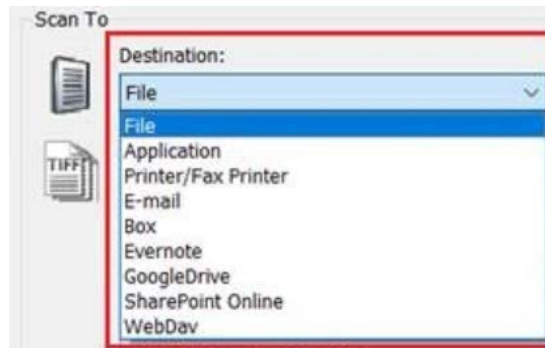 Scan To
Destination:
File
File
Application
TIFF
Printer/Fax Printer
E-mail
Box
Evernote
GoogleDrive
SharePoint Online
WebDav